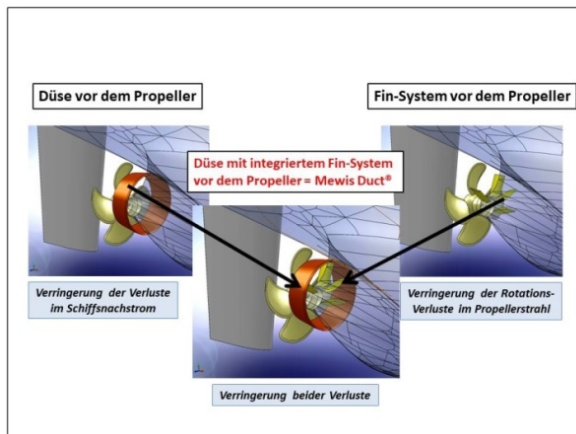 Düse vor dem Propeller
Fin-System vor dem Propeller
Düse mit integriertem Fin-System
vor dem Propeller = Mewis Duct®
Verringerung der Verluste
im Schiffsnachstrom
Verringerung der Rotations-
Verluste im Propellerstrahl
Verringerung beider Verluste